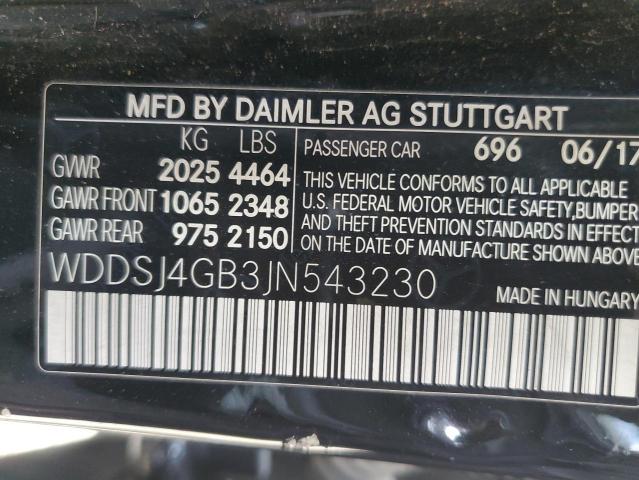 MFD BY DAIMLER AG STUTTGART
KG LBS
GVWR 2025 4464
GAWR FRONT 1065 2348
GAWR REAR 975 2150
PASSENGER CAR 696 06/17
THIS VEHICLE CONFORMS TO ALL APPLICABLE
U.S. FEDERAL MOTOR VEHICLE SAFETY, BUMPER
AND THEFT PREVENTION STANDARDS IN EFFECT
ON THE DATE OF MANUFACTURE SHOWN ABOVE
WDDSJ4GB3JN543230
MADE IN HUNGARY